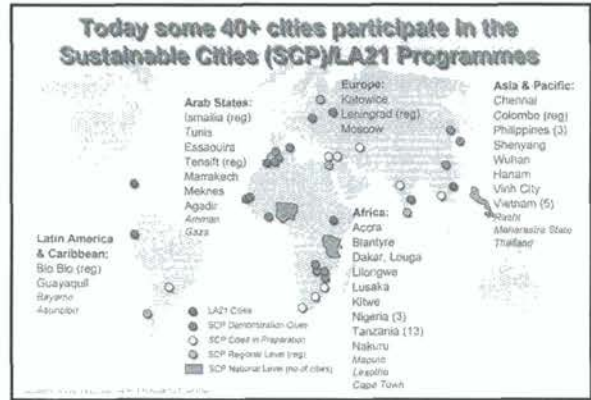 Today some 40+ cities participate in the
Sustainable Cities (SCP)/LA21 Programmes
Arab States:
Ismailia (reg)
Tunis
Essaouira
Tensift (reg)
Marrakech
Meknes
Agadir
Amman
Gaza
Europe:
Katowice
Leningrad (reg)
Moscow
Asia & Pacific:
Chennai
Colombo (reg)
Philippines (3)
Shenyang
Wuhan
Hanam
Vinh City
Vietnam (5)
Rasht
Maharastra State
Thailand
Latin America
& Caribbean:
Bio Bio (reg)
Guayaquil
Bayamo
Asuncion
Africa:
Accra
Blantyre
Dakar, Louga
Lilongwe
Lusaka
Kitwe
Nigeria (3)
Tanzania (13)
Nakuru
Maputo
Lesotho
Cape Town
LA21 Cities
SCP Demonstration Cities
SCP Cities in Preparation
SCP Regional Level (reg)
SCP National Level (no of cities)